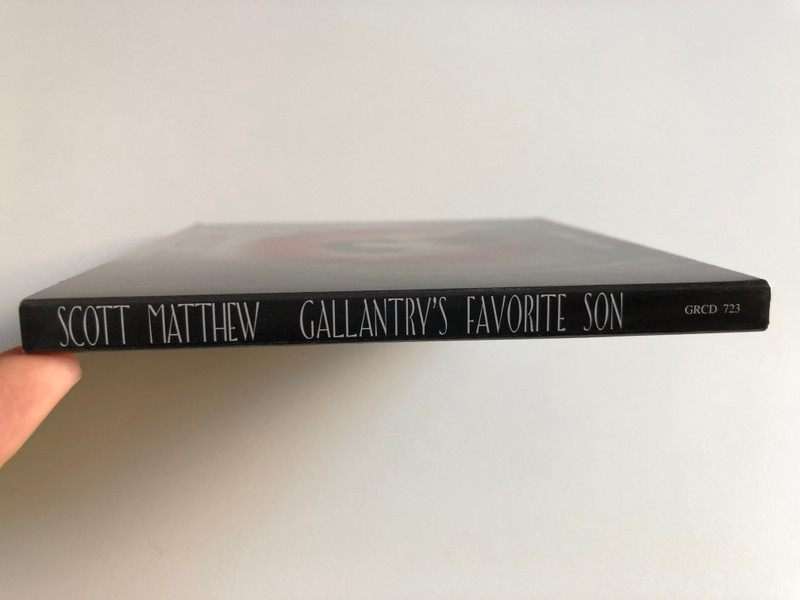 SCOTT MATTHEW GALLANTRY'S FAVORITE SON GRCD 723